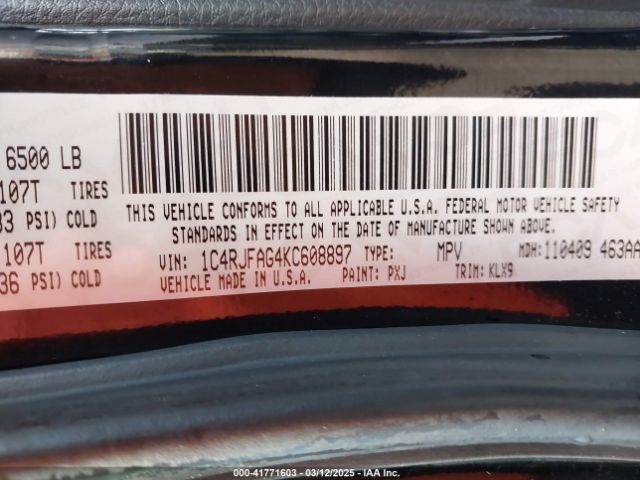 6500 LB
107T TIRES
33 PSI) COLD
107T TIRES
36 PSI) COLD
THIS VEHICLE CONFORMS TO ALL APPLICABLE U.S.A. FEDERAL MOTOR VEHICLE SAFETY
STANDARDS IN EFFECT ON THE DATE OF MANUFACTURE SHOWN ABOVE.
VIN: 1C4RJFAG4KC608897 TYPE: MPV MDH: 110409 463AA
VEHICLE MADE IN U.S.A. PAINT: PXJ TRIM: KLX9
000-41771603 - 03/12/2025 - IAA Inc.